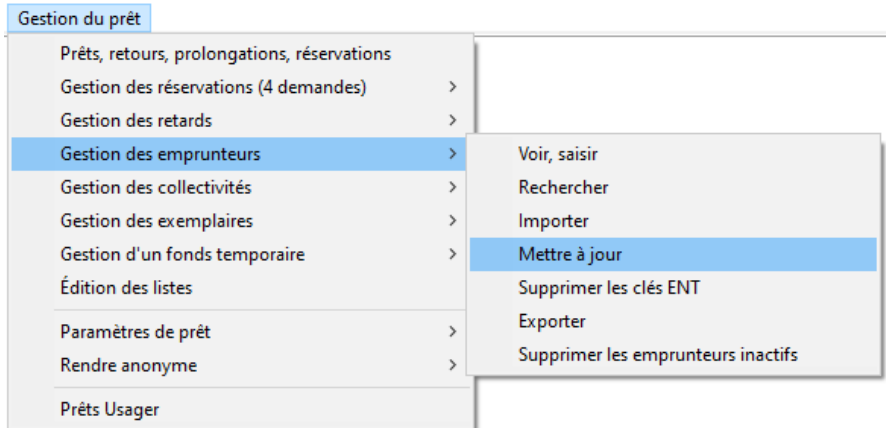 Gestion du prêt
Prêts, retours, prolongations, réservations
Gestion des réservations (4 demandes)
Gestion des retards
Gestion des emprunteurs
Gestion des collectivités
Gestion des exemplaires
Gestion d'un fonds temporaire
Édition des listes
Paramètres de prêt
Rendre anonyme
Prêts Usager
Voir, saisir
Rechercher
Importer
Mettre à jour
Supprimer les clés ENT
Exporter
Supprimer les emprunteurs inactifs